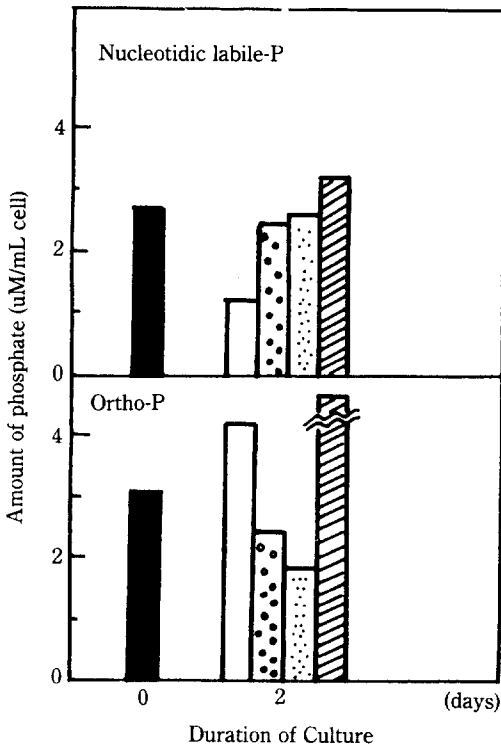 Nucleotidic labile-P
4
2
0
Ortho-P
4
2
0
Amount of phosphate (uM/mL cell)
0 2 (days)
Duration of Culture